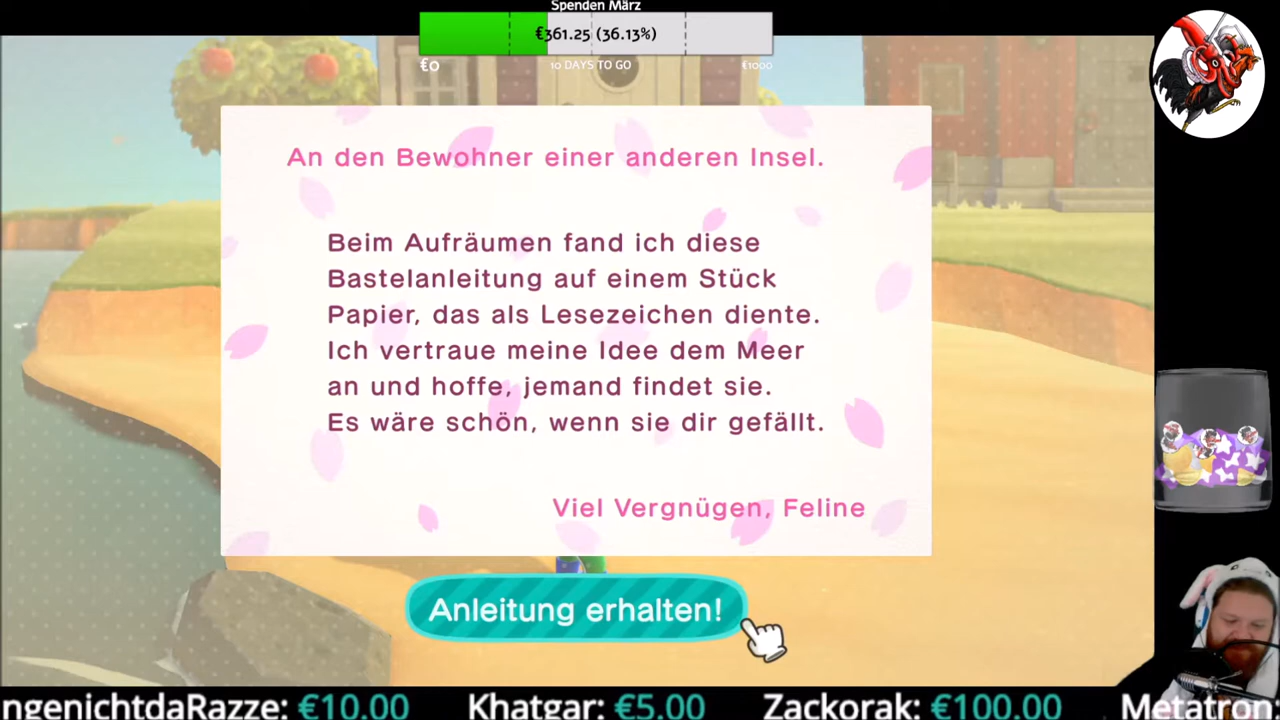 Spenden März
€361.25 (36.13%)
€0
10 DAYS TO GO
€1000
An den Bewohner einer anderen Insel.
Beim Aufräumen fand ich diese
Bastelanleitung auf einem Stück
Papier, das als Lesezeichen diente.
Ich vertraue meine Idee dem Meer
an und hoffe, jemand findet sie.
Es wäre schön, wenn sie dir gefällt.
Viel Vergnügen, Feline
Anleitung erhalten!
ngenichtdaRazze: €10.00 Khatgar: €5.00 Zackorak: €100.00 Metatron